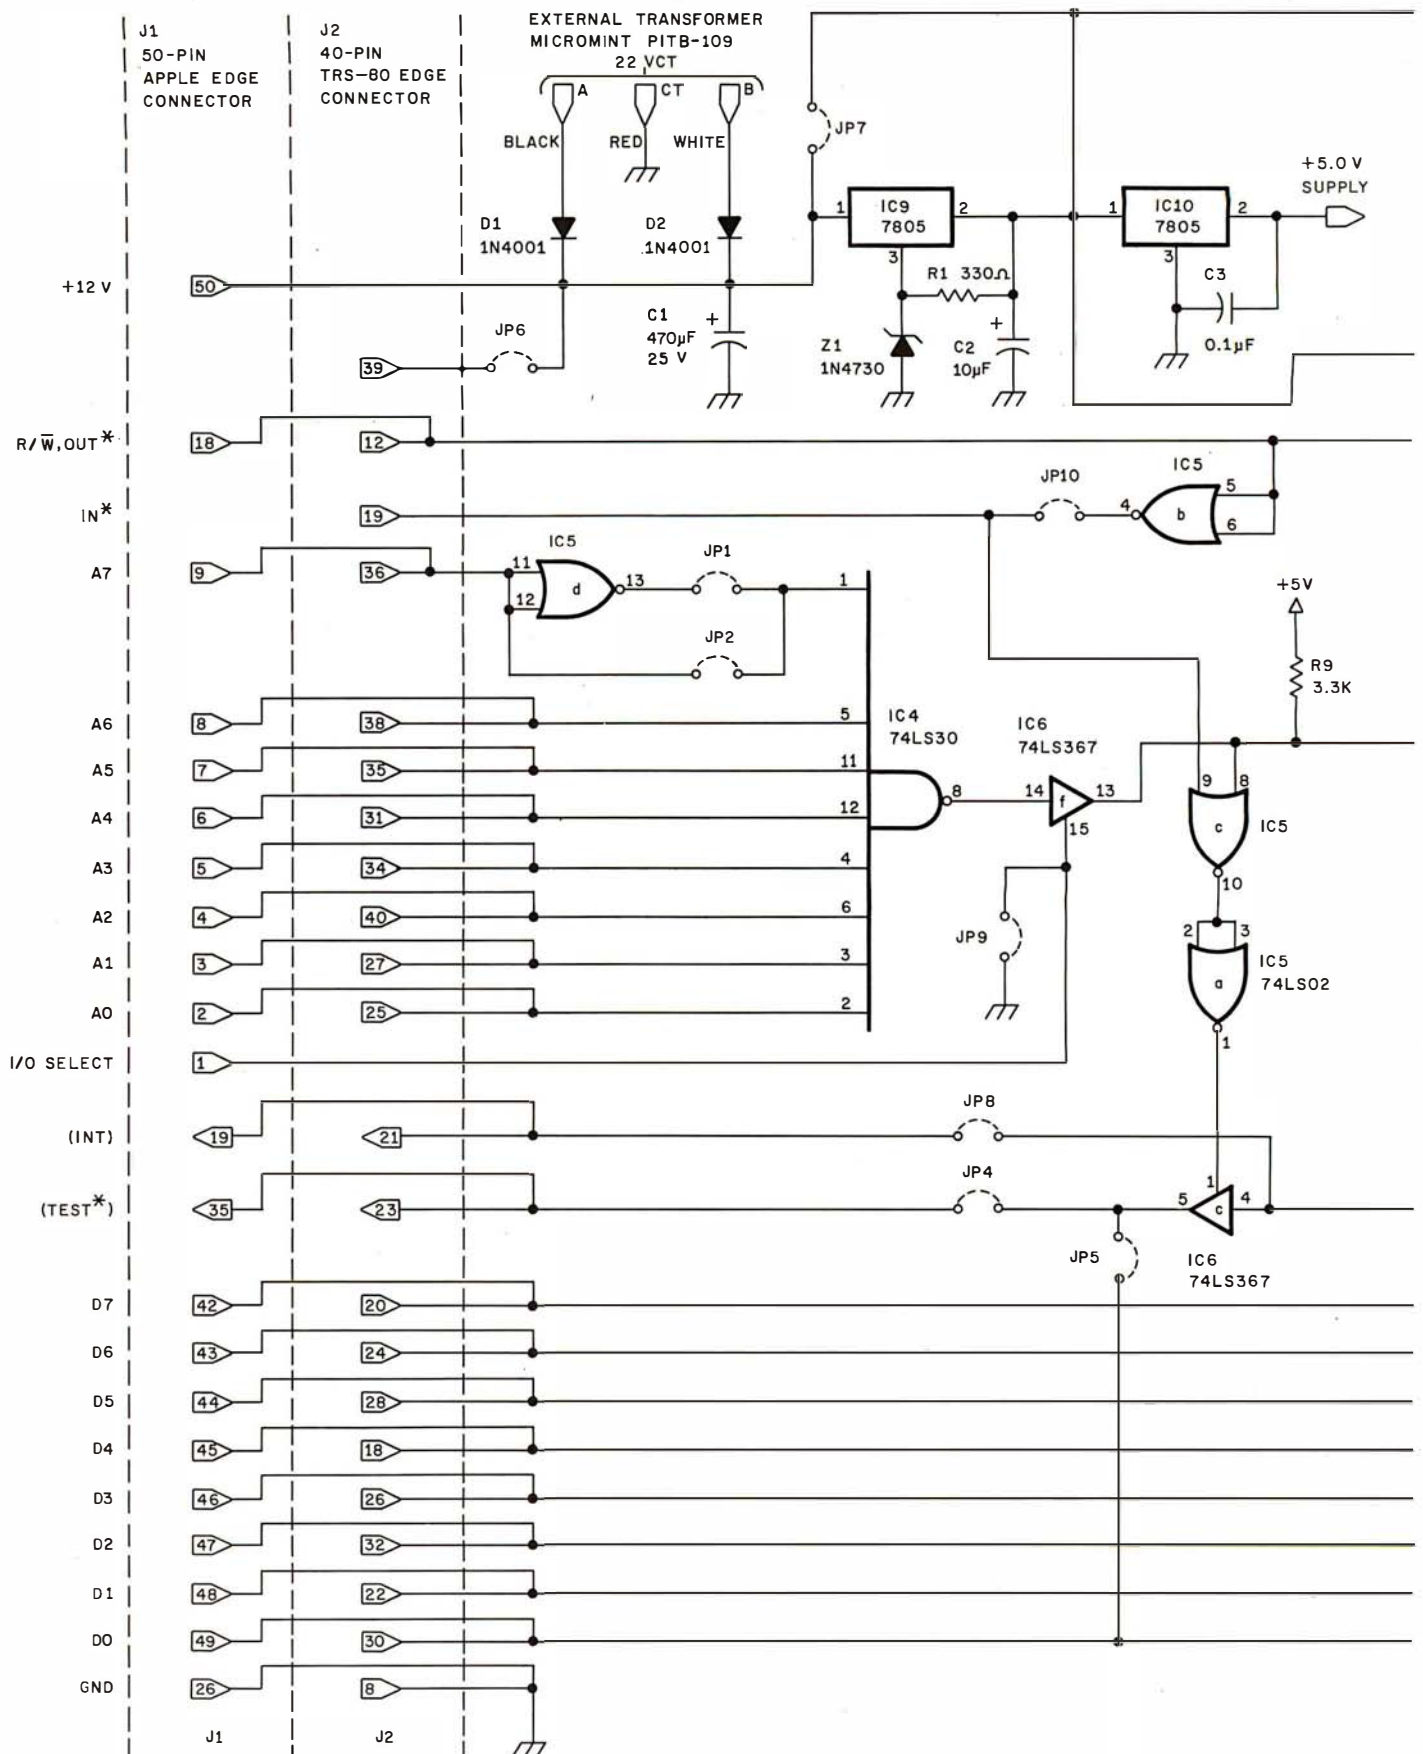 J1
50-PIN
APPLE EDGE
CONNECTOR
J2
40-PIN
TRS-80 EDGE
CONNECTOR
EXTERNAL TRANSFORMER
MICROMINT PITB-109
22 VCT
A
CT
B
BLACK
RED
WHITE
JP7
+5.0 V
SUPPLY
D1
1N4001
D2
1N4001
1
IC9
7805
2
3
1
IC10
7805
2
3
R1 330Ω
C3
0.1µF
+12 V
50
JP6
39
C1
470µF
25 V
+
Z1
1N4730
C2
10µF
+
R/W̅,OUT*
18
12
IN*
19
JP10
IC5
4
b
5
6
A7
9
36
IC5
11
12
d
13
JP1
JP2
1
+5V
R9
3.3K
A6
8
38
5
IC4
74LS30
IC6
74LS367
A5
7
35
11
A4
6
31
12
8
14
f
13
15
9
8
c
IC5
10
A3
5
34
4
A2
4
40
6
JP9
2
3
A1
3
27
3
a
IC5
74LS02
A0
2
25
2
1
I/O SELECT
1
(INT)
19
21
JP8
(TEST*)
35
23
JP4
5
1
c
4
JP5
IC6
74LS367
D7
42
20
D6
43
24
D5
44
28
D4
45
18
D3
46
26
D2
47
32
D1
48
22
D0
49
30
GND
26
8
J1
J2